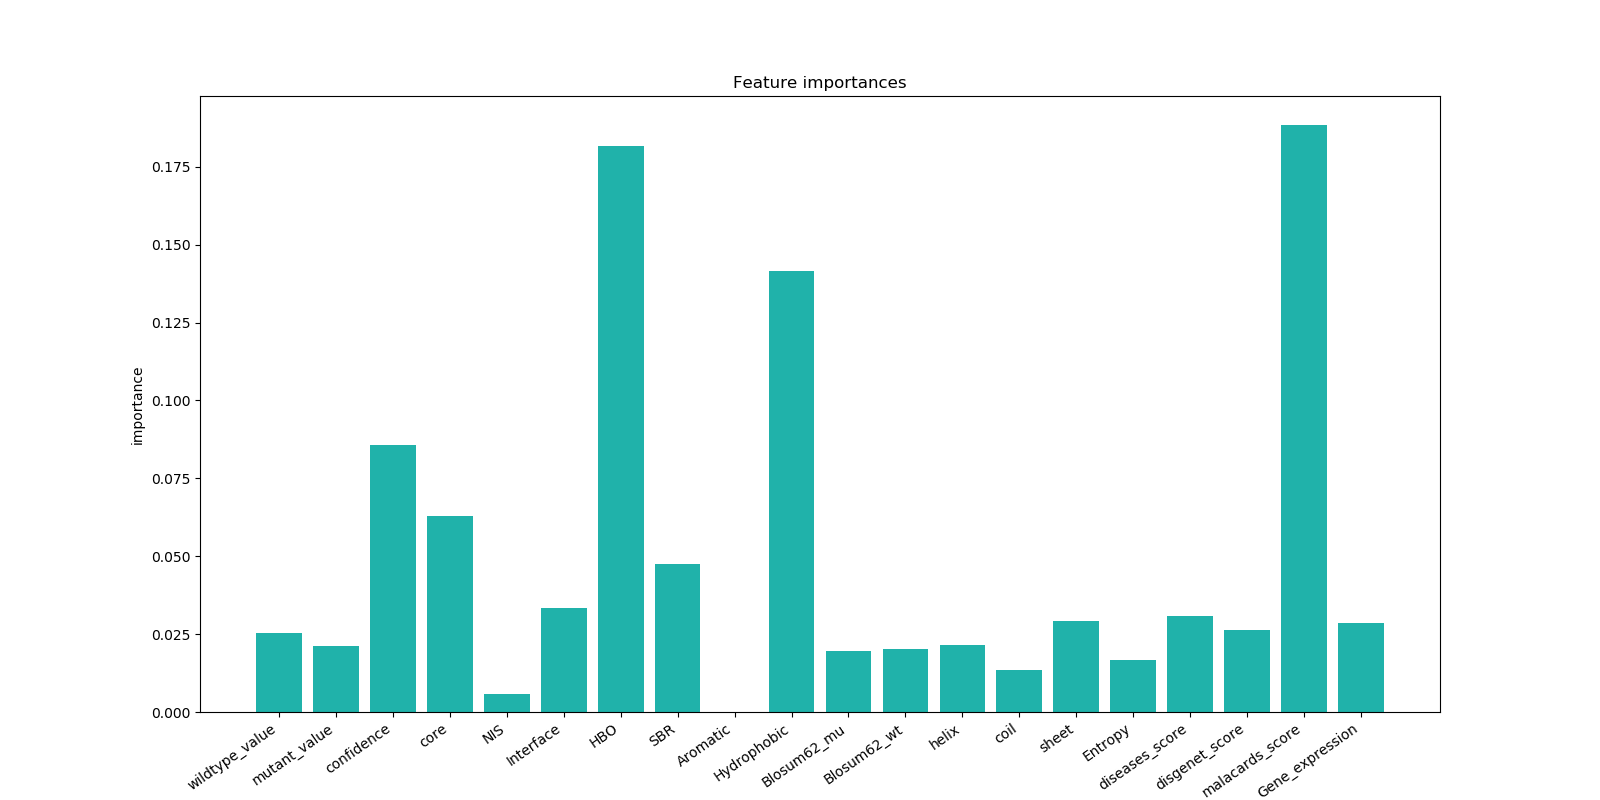 Feature importances
importance
0.175
0.150
0.125
0.100
0.075
0.050
0.025
0.000
wildtype_value
mutant_value
confidence
core
NIS
Interface
HBO
SBR
Aromatic
Hydrophobic
Blosum62_mu
Blosum62_wt
helix
coil
sheet
Entropy
diseases_score
disgenet_score
malacards_score
Gene_expression